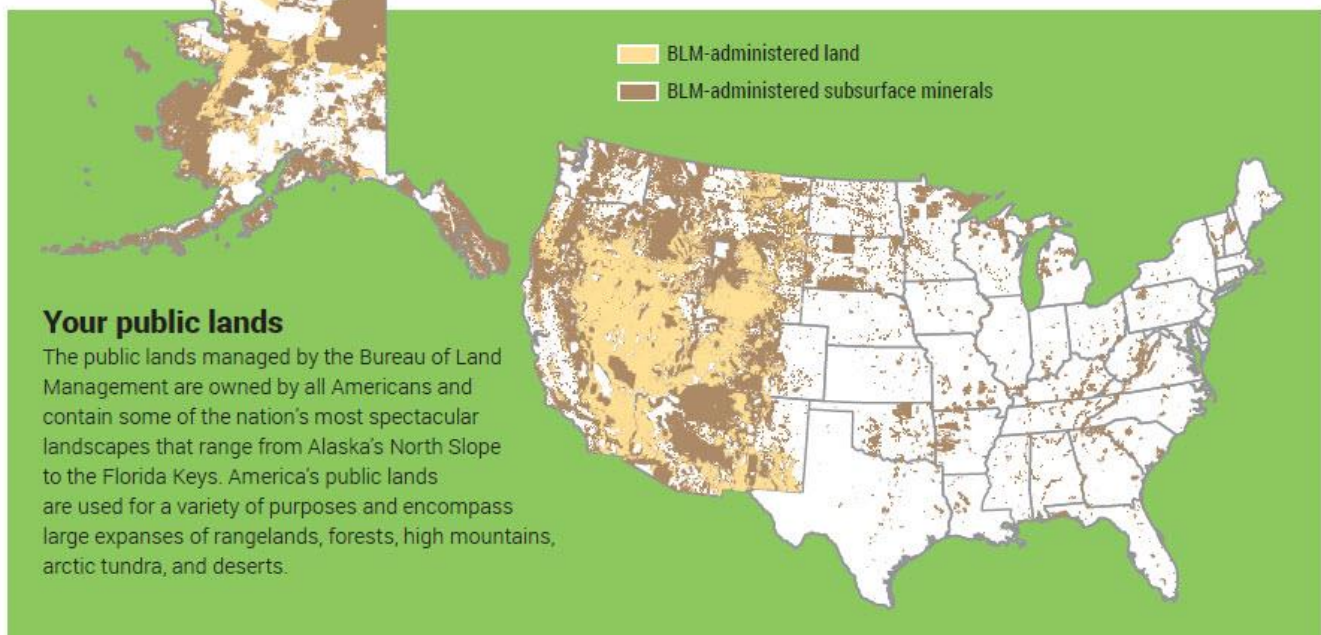 BLM-administered land
BLM-administered subsurface minerals
Your public lands
The public lands managed by the Bureau of Land
Management are owned by all Americans and
contain some of the nation's most spectacular
landscapes that range from Alaska's North Slope
to the Florida Keys. America's public lands
are used for a variety of purposes and encompass
large expanses of rangelands, forests, high mountains,
arctic tundra, and deserts.